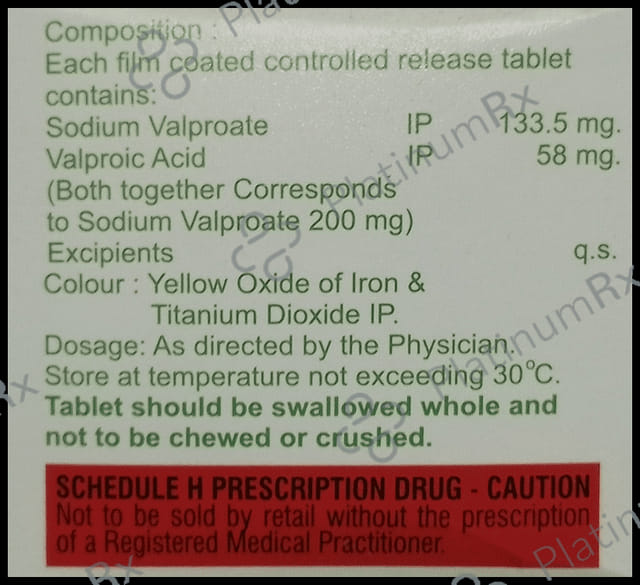 Composition :
Each film coated controlled release tablet
contains:
Sodium Valproate IP 133.5 mg.
Valproic Acid IP 58 mg.
(Both together Corresponds
to Sodium Valproate 200 mg)
Excipients q.s.
Colour : Yellow Oxide of Iron &
Titanium Dioxide IP.
Dosage: As directed by the Physician.
Store at temperature not exceeding 30°C.
Tablet should be swallowed whole and
not to be chewed or crushed.
SCHEDULE H PRESCRIPTION DRUG - CAUTION
Not to be sold by retail without the prescription
of a Registered Medical Practitioner.
PlatinumRx
PlatinumRx